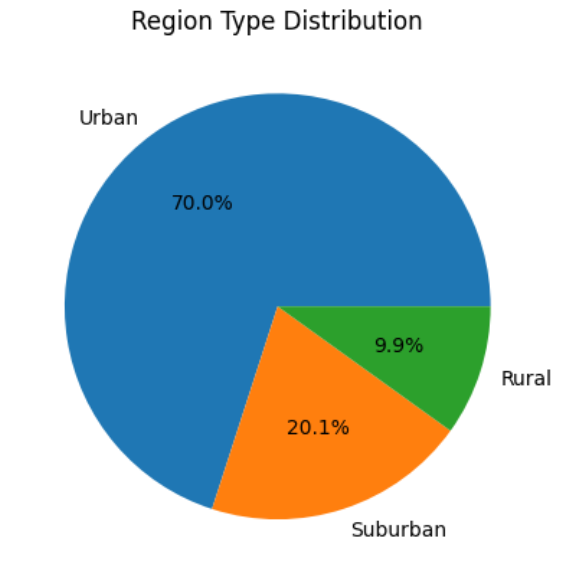 Region Type Distribution
Urban
70.0%
9.9%
Rural
20.1%
Suburban